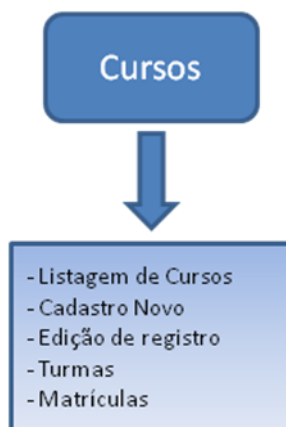 Cursos
- Listagem de Cursos
- Cadastro Novo
- Edição de registro
- Turmas
- Matrículas